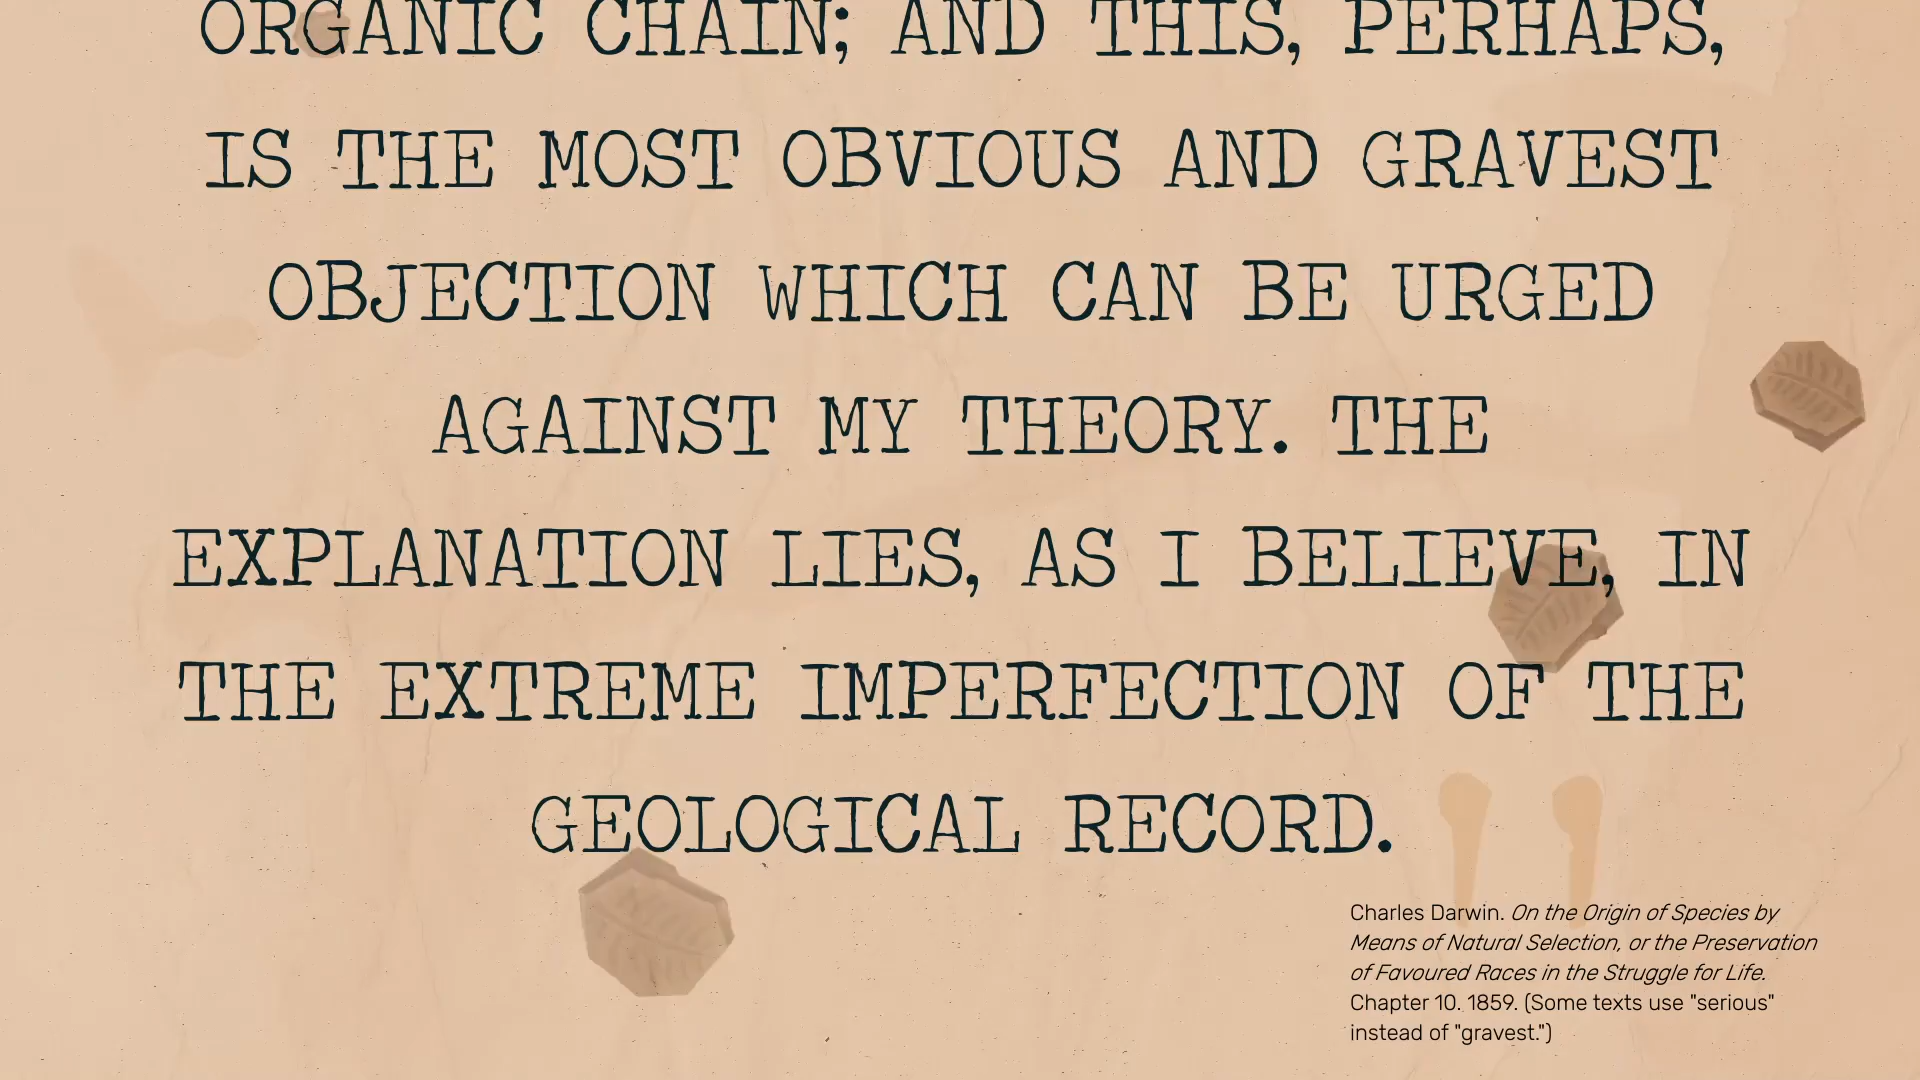 ORGANIC CHAIN; AND THIS, PERHAPS,
IS THE MOST OBVIOUS AND GRAVEST
OBJECTION WHICH CAN BE URGED
AGAINST MY THEORY. THE
EXPLANATION LIES, AS I BELIEVE, IN
THE EXTREME IMPERFECTION OF THE
GEOLOGICAL RECORD.
Charles Darwin. On the Origin of Species by
Means of Natural Selection, or the Preservation
of Favoured Races in the Struggle for Life.
Chapter 10. 1859. (Some texts use "serious"
instead of "gravest.")